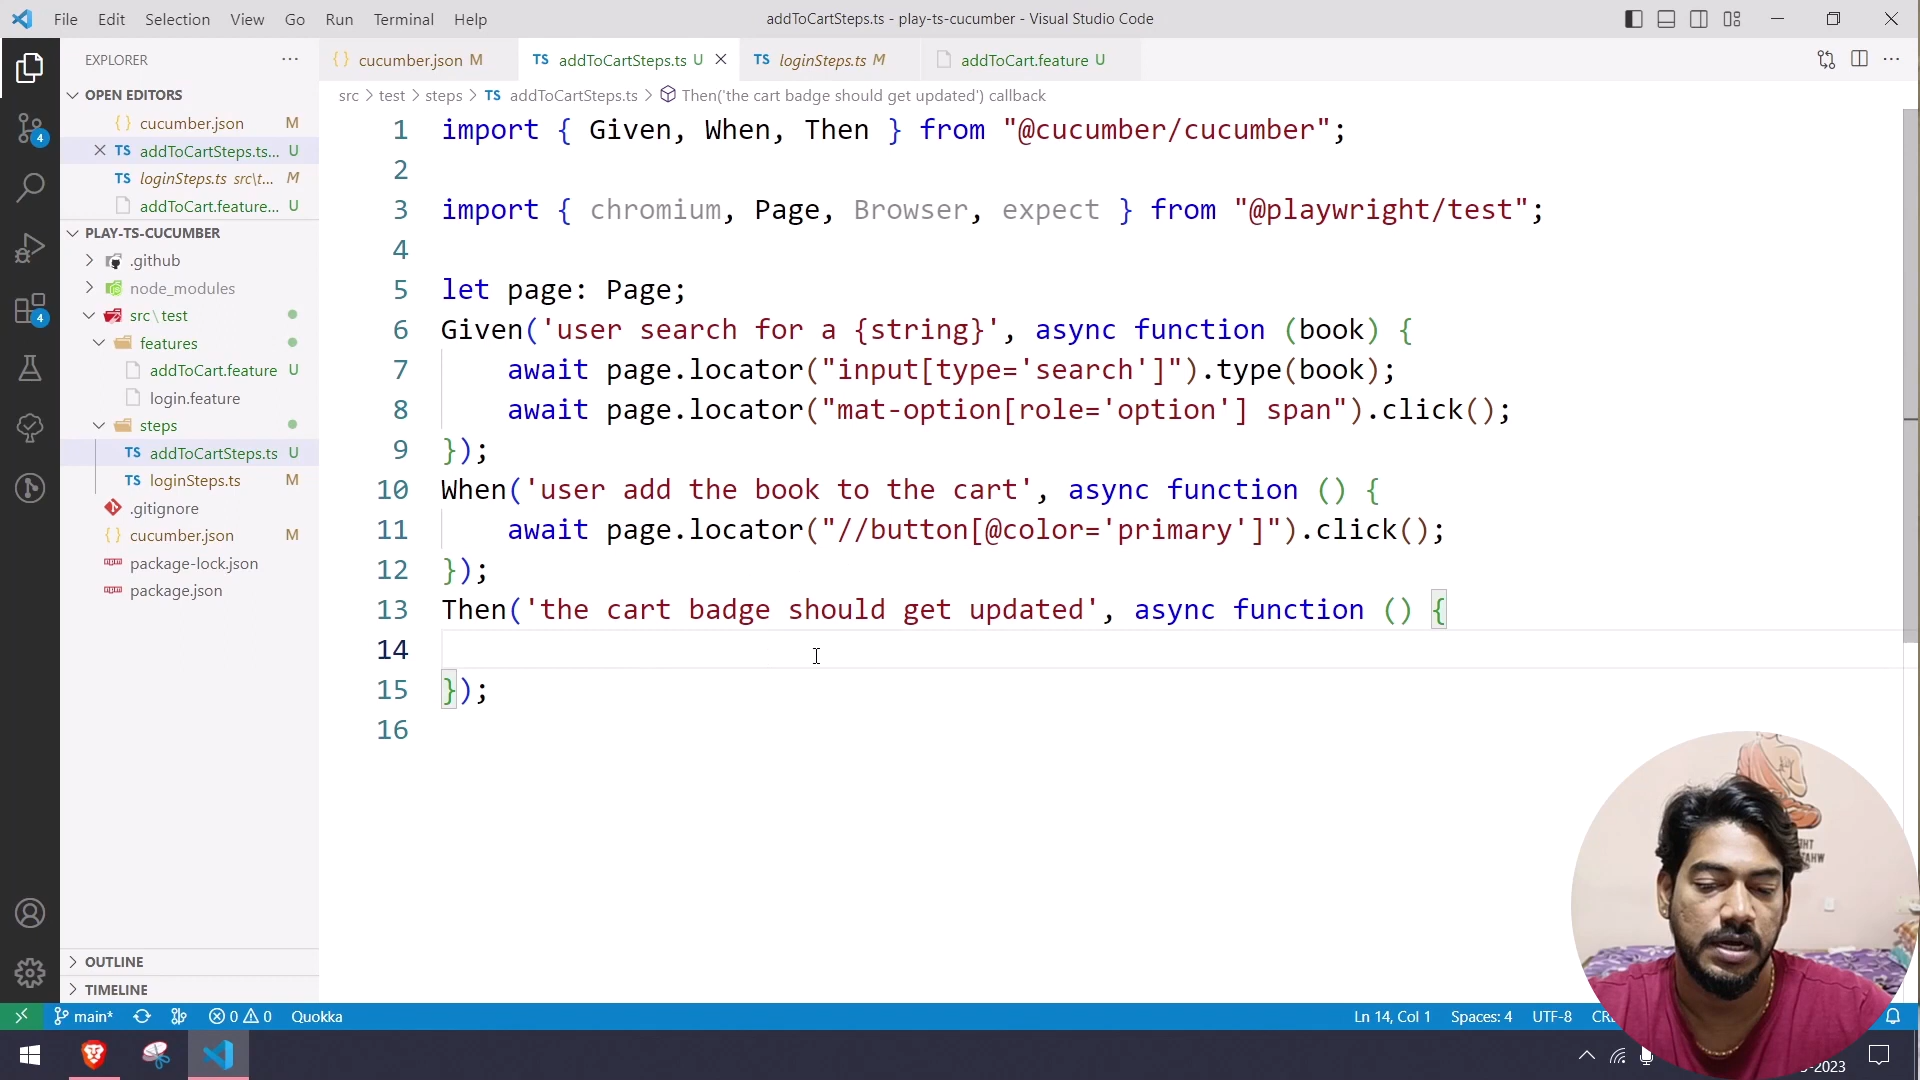 File Edit Selection View Go Run Terminal Help
addToCartSteps.ts - play-ts-cucumber - Visual Studio Code
EXPLORER
OPEN EDITORS
{} cucumber.json M
TS addToCartSteps.ts... U
TS loginSteps.ts src\t... M
addToCart.feature... U
PLAY-TS-CUCUMBER
.github
node_modules
src\test
features
addToCart.feature U
login.feature
steps
TS addToCartSteps.ts U
TS loginSteps.ts M
.gitignore
{} cucumber.json M
package-lock.json
package.json
OUTLINE
TIMELINE
4
4
{} cucumber.json M
TS addToCartSteps.ts U
TS loginSteps.ts M
addToCart.feature U
src > test > steps > TS addToCartSteps.ts > Then('the cart badge should get updated') callback
1 import { Given, When, Then } from "@cucumber/cucumber";
2
3 import { chromium, Page, Browser, expect } from "@playwright/test";
4
5 let page: Page;
6 Given('user search for a {string}', async function (book) {
7 await page.locator("input[type='search']").type(book);
8 await page.locator("mat-option[role='option'] span").click();
9 });
10 When('user add the book to the cart', async function () {
11 await page.locator("//button[@color='primary']").click();
12 });
13 Then('the cart badge should get updated', async function () {
14
15 });
16
main* 0 0 Quokka
Ln 14, Col 1 Spaces: 4 UTF-8